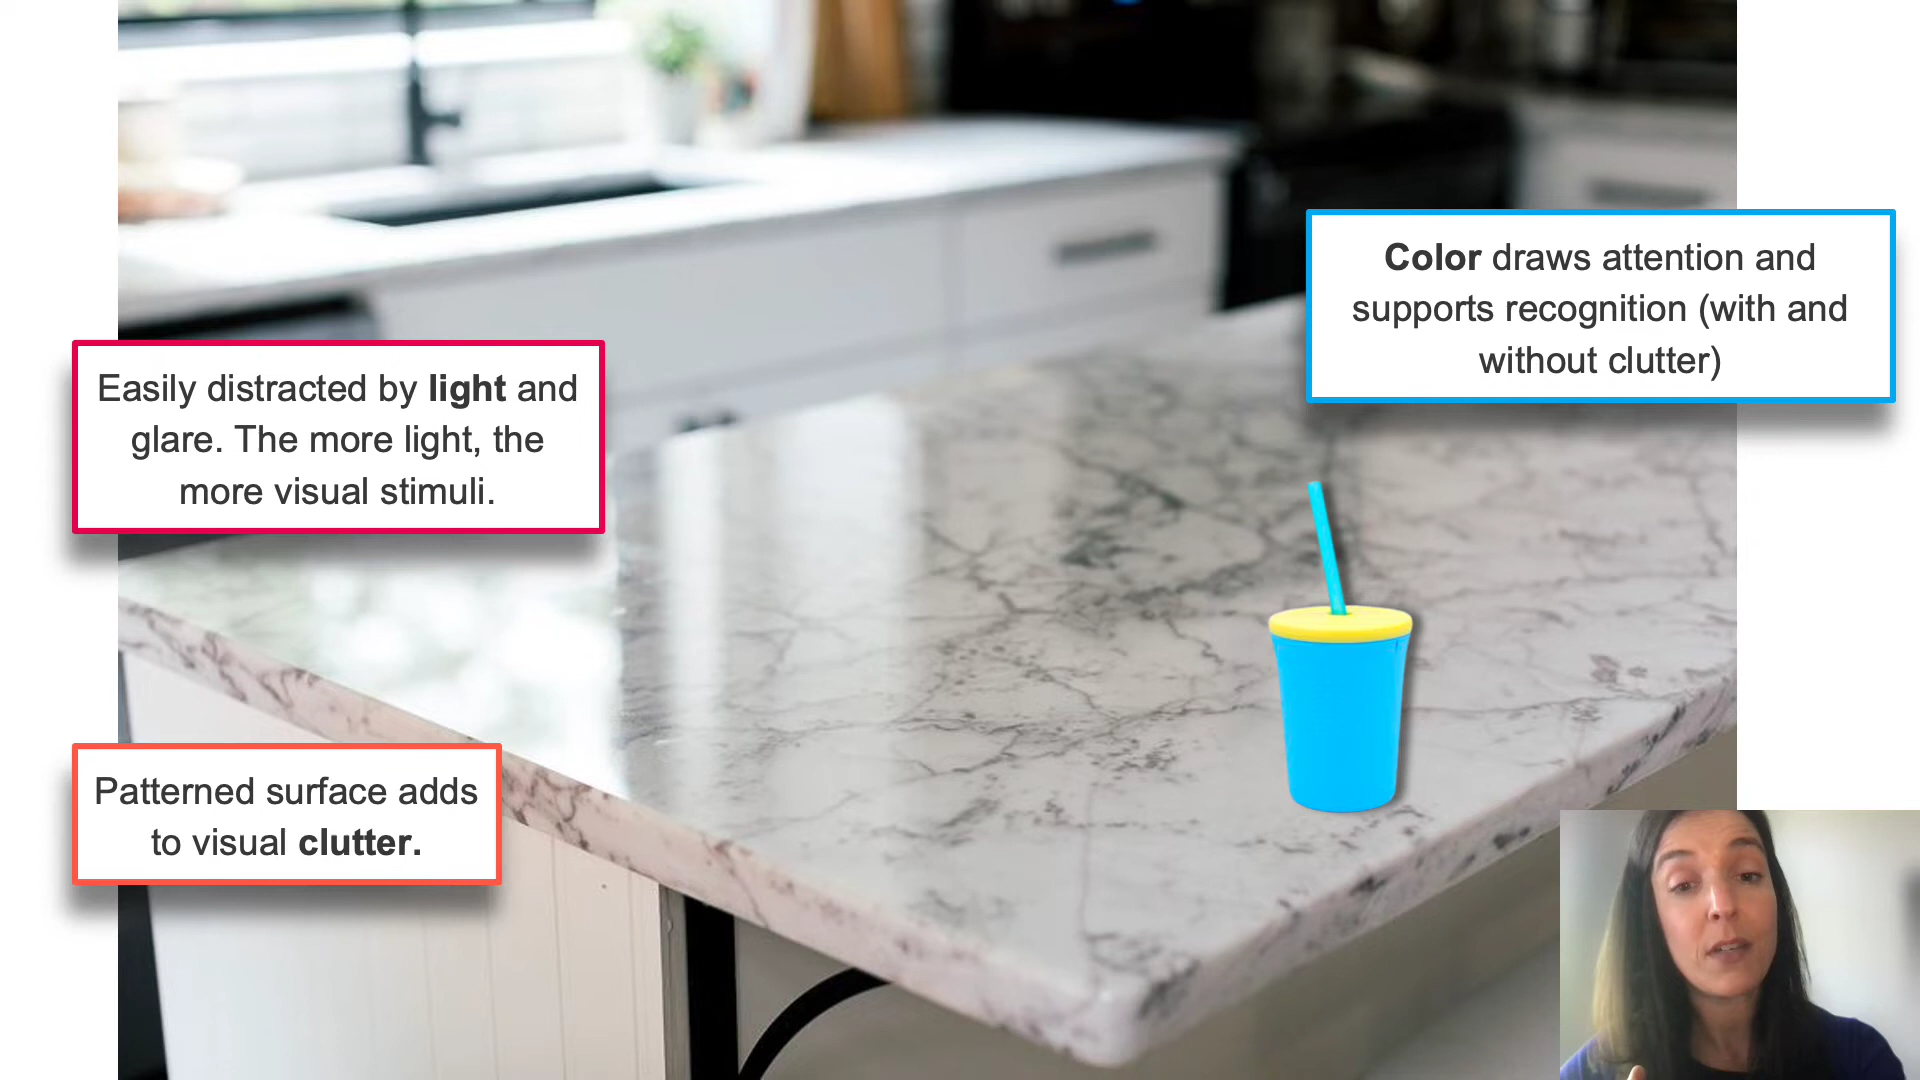 Color draws attention and
supports recognition (with and
without clutter)
Easily distracted by light and
glare. The more light, the
more visual stimuli.
Patterned surface adds
to visual clutter.